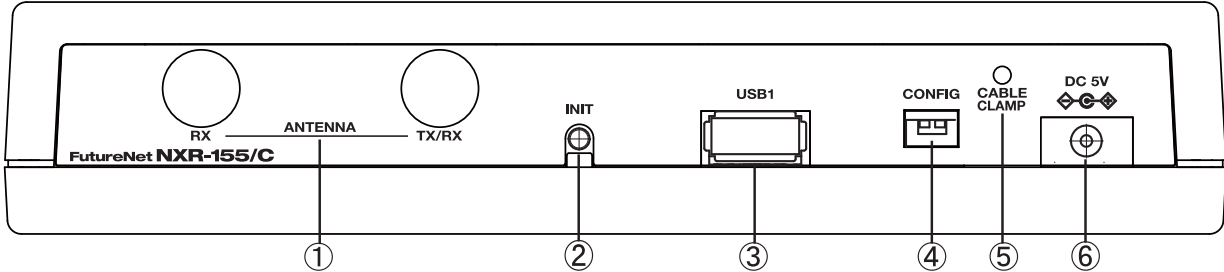 RX
ANTENNA
TX/RX
FutureNet NXR-155/C
INIT
USB1
CONFIG
CABLE
CLAMP
DC 5V
① ② ③ ④ ⑤ ⑥